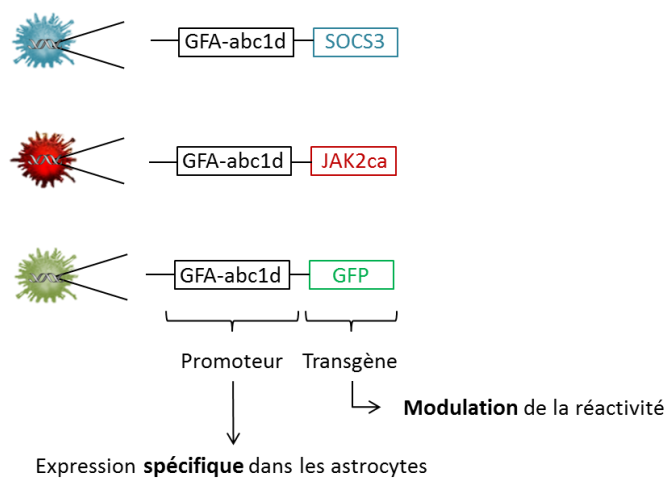 GFA-abc1d SOCS3
GFA-abc1d JAK2ca
GFA-abc1d GFP
Promoteur Transgène
Modulation de la réactivité
Expression spécifique dans les astrocytes